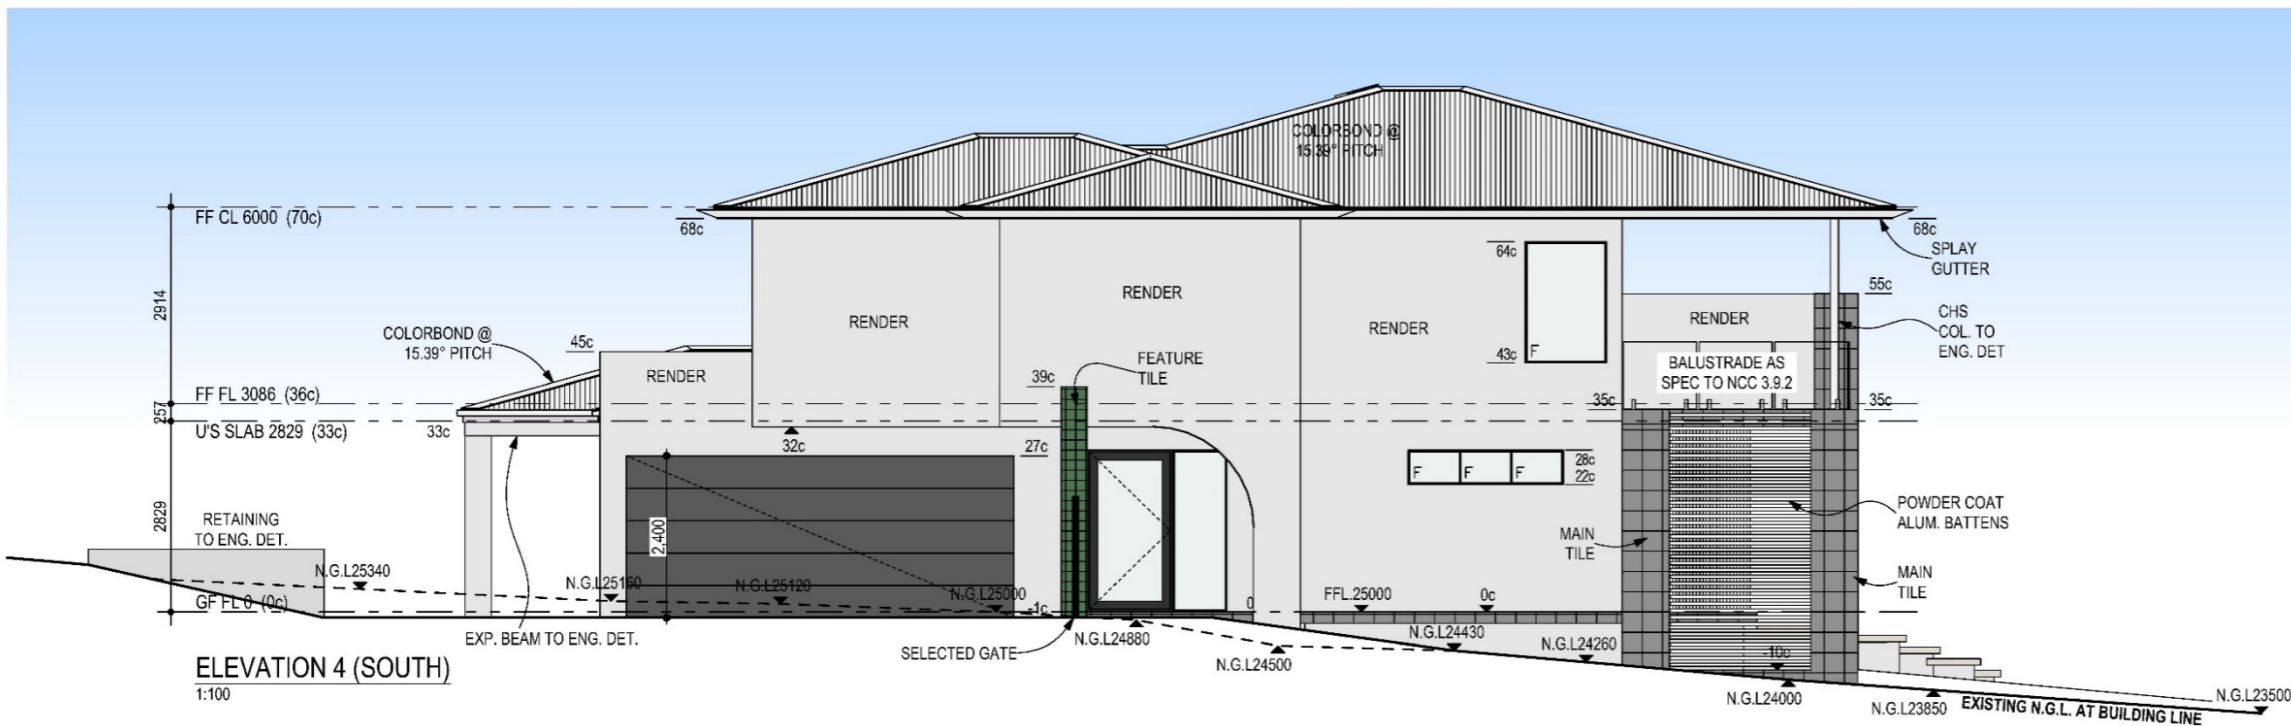 COLORBOND @
15.39° PITCH
FF CL 6000 (70c)
68c
68c
SPLAY
GUTTER
64c
RENDER
RENDER
RENDER
RENDER
55c
CHS
COL. TO
ENG. DET
2914
COLORBOND @
15.39° PITCH
45c
RENDER
FEATURE
TILE
43c
F
BALUSTRADE AS
SPEC TO NCC 3.9.2
39c
FF FL 3086 (36c)
257
35c
35c
U'S SLAB 2829 (33c)
33c
32c
27c
28c
22c
F
F
F
2829
2,400
RETAINING
TO ENG. DET.
MAIN
TILE
POWDER COAT
ALUM. BATTENS
MAIN
TILE
N.G.L25340
N.G.L25160
N.G.L25120
N.G.L25000
GF FL 0 (0c)
-1c
0
FFL.25000
0c
EXP. BEAM TO ENG. DET.
SELECTED GATE
N.G.L24880
N.G.L24500
N.G.L24430
N.G.L24260
-10c
N.G.L24000
N.G.L23850
EXISTING N.G.L. AT BUILDING LINE
N.G.L23500
ELEVATION 4 (SOUTH)
1:100